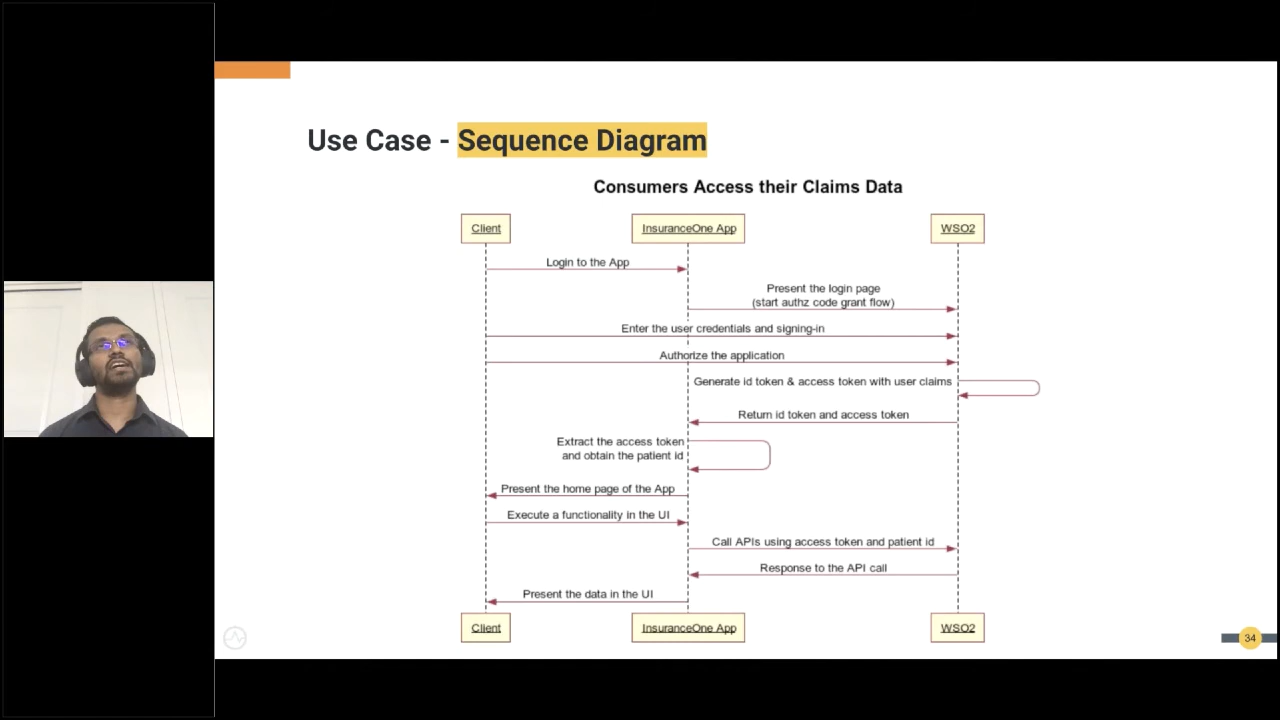 Use Case - Sequence Diagram
Consumers Access their Claims Data
Client
InsuranceOne App
WSO2
Login to the App
Present the login page
(start authz code grant flow)
Enter the user credentials and signing-in
Authorize the application
Generate id token & access token with user claims
Return id token and access token
Extract the access token
and obtain the patient id
Present the home page of the App
Execute a functionality in the UI
Call APIs using access token and patient id
Response to the API call
Present the data in the UI
Client
InsuranceOne App
WSO2
34